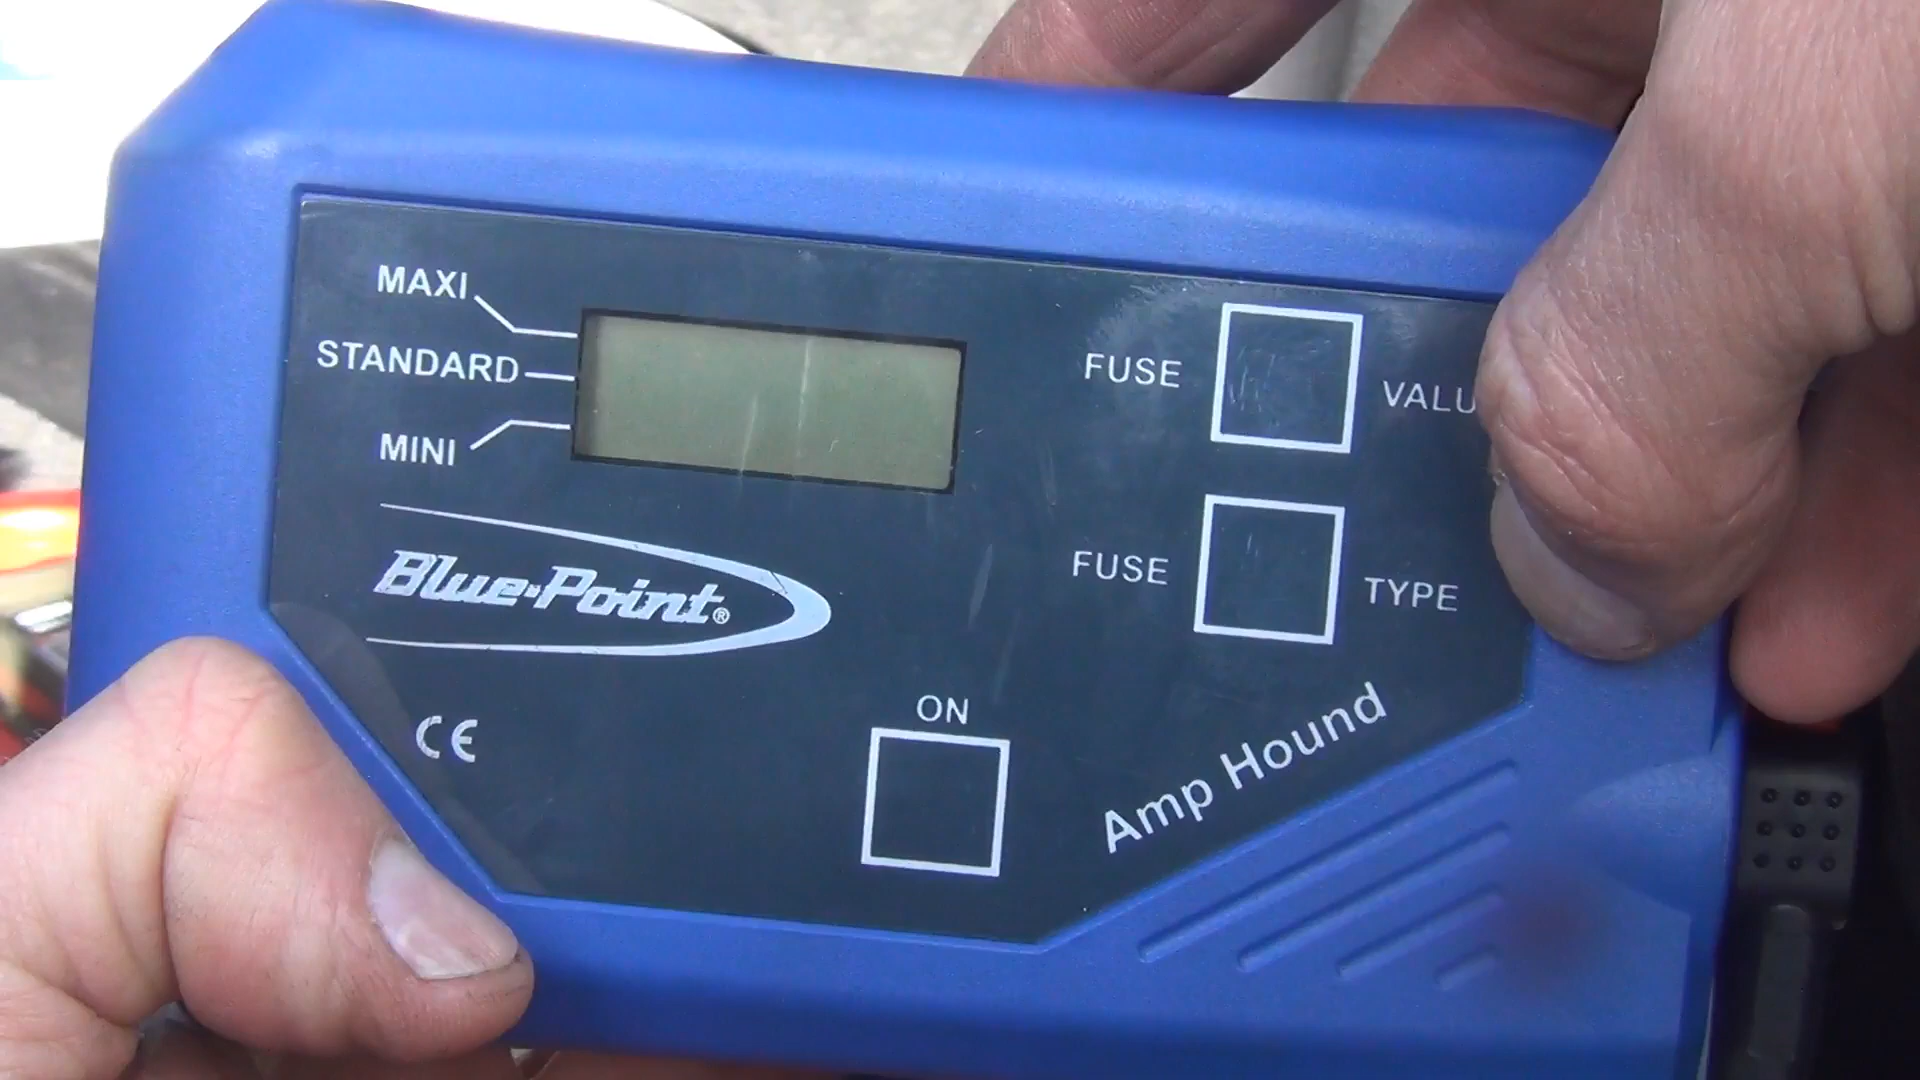 MAXI
STANDARD
MINI
FUSE VALU
FUSE TYPE
Blue-Point®
ON
CE
Amp Hound